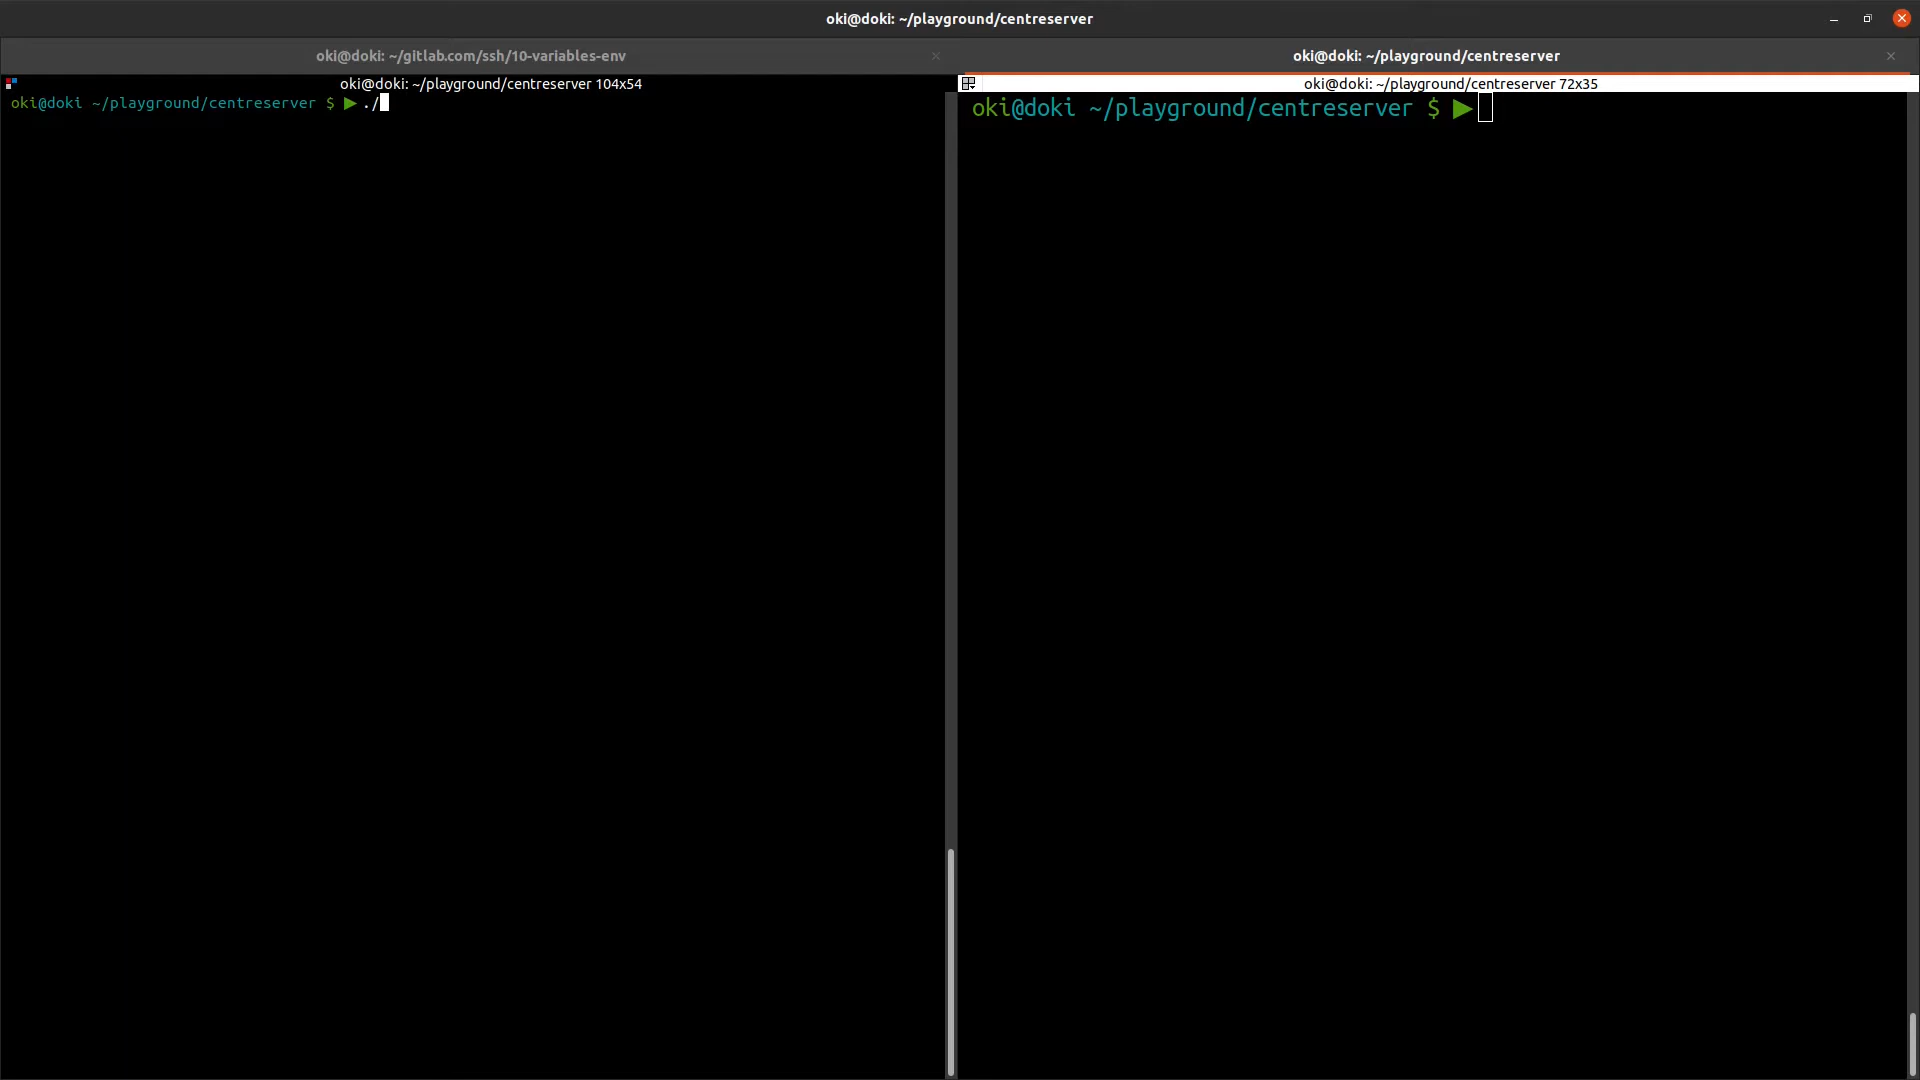 oki@doki: ~/playground/centreserver
oki@doki: ~/gitlab.com/ssh/10-variables-env
oki@doki: ~/playground/centreserver
oki@doki: ~/playground/centreserver 104x54
oki@doki ~/playground/centreserver $ ▶ ./
oki@doki: ~/playground/centreserver 72x35
oki@doki ~/playground/centreserver $ ▶